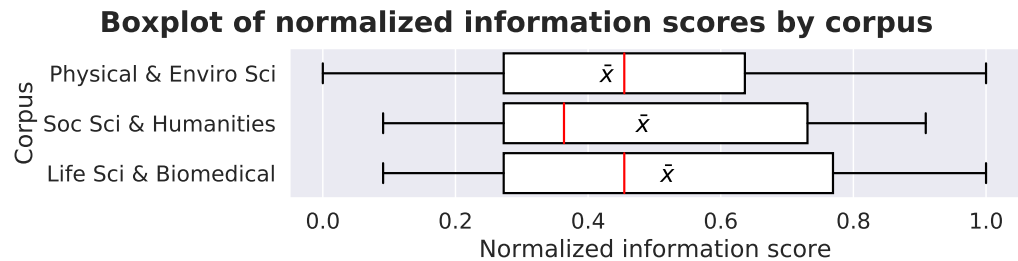 Boxplot of normalized information scores by corpus
Corpus
Physical & Enviro Sci
x̄
Soc Sci & Humanities
x̄
Life Sci & Biomedical
x̄
0.0 0.2 0.4 0.6 0.8 1.0
Normalized information score